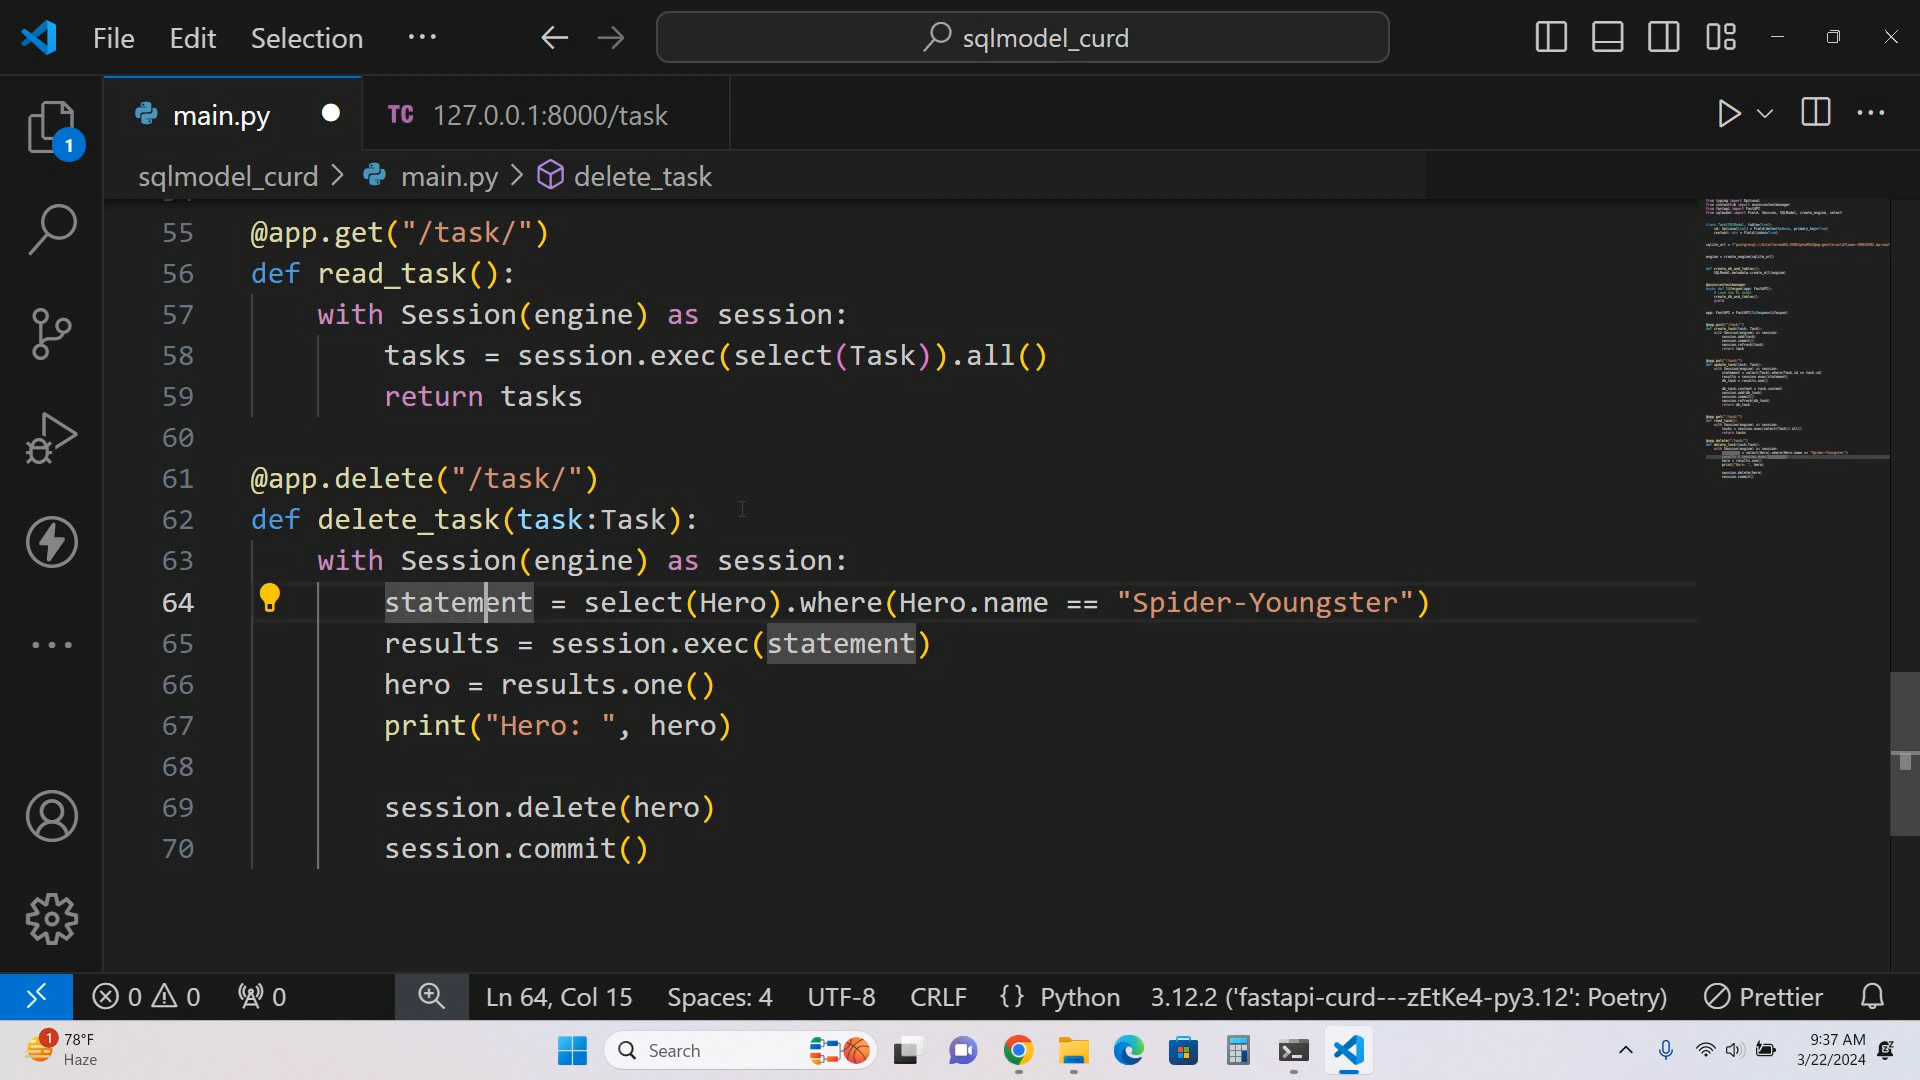 File Edit Selection ···
sqlmodel_curd
main.py
TC 127.0.0.1:8000/task
1
sqlmodel_curd > main.py > delete_task
55 @app.get("/task/")
56 def read_task():
57 with Session(engine) as session:
58 tasks = session.exec(select(Task)).all()
59 return tasks
60
61 @app.delete("/task/")
62 def delete_task(task:Task):
63 with Session(engine) as session:
64 statement = select(Hero).where(Hero.name == "Spider-Youngster")
65 results = session.exec(statement)
66 hero = results.one()
67 print("Hero: ", hero)
68
69 session.delete(hero)
70 session.commit()
0 0 0 Ln 64, Col 15 Spaces: 4 UTF-8 CRLF {} Python 3.12.2 ('fastapi-curd---zEtKe4-py3.12': Poetry) Prettier
1 78°F
Haze
Search
9:37 AM
3/22/2024